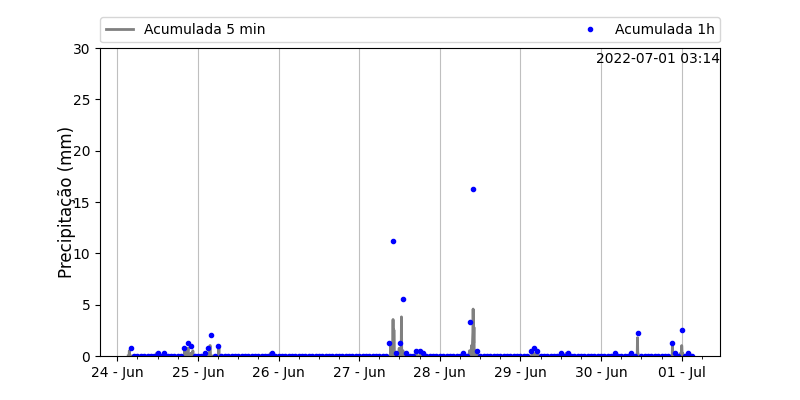 Acumulada 5 min
Acumulada 1h
2022-07-01 03:14
Precipitação (mm)
30
25
20
15
10
5
0
24 - Jun
25 - Jun
26 - Jun
27 - Jun
28 - Jun
29 - Jun
30 - Jun
01 - Jul